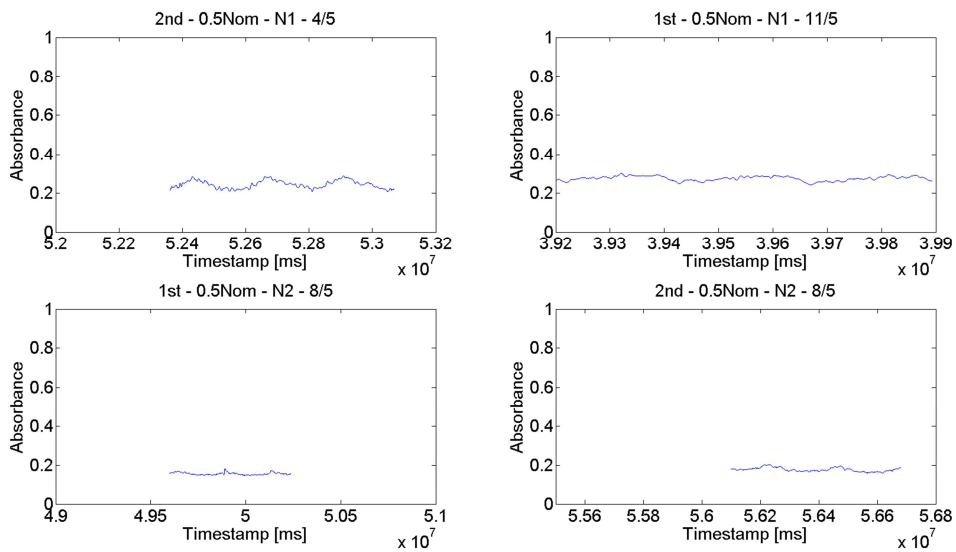 2nd - 0.5Nom - N1 - 4/5
1
0.8
0.6
0.4
0.2
0
Absorbance
5.2 5.22 5.24 5.26 5.28 5.3 5.32
Timestamp [ms]
x 10^7
1st - 0.5Nom - N1 - 11/5
1
0.8
0.6
0.4
0.2
0
Absorbance
3.92 3.93 3.94 3.95 3.96 3.97 3.98 3.99
Timestamp [ms]
x 10^7
1st - 0.5Nom - N2 - 8/5
1
0.8
0.6
0.4
0.2
0
Absorbance
4.9 4.95 5 5.05 5.1
Timestamp [ms]
x 10^7
2nd - 0.5Nom - N2 - 8/5
1
0.8
0.6
0.4
0.2
0
Absorbance
5.56 5.58 5.6 5.62 5.64 5.66 5.68
Timestamp [ms]
x 10^7